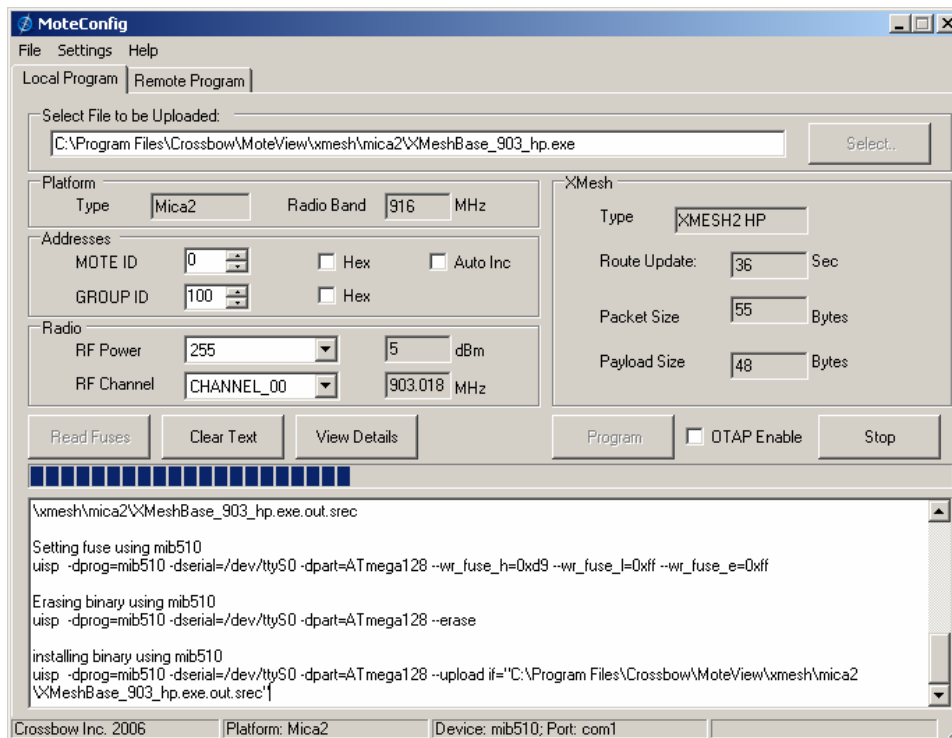 MoteConfig
File Settings Help
Local Program Remote Program
Select File to be Uploaded:
C:\Program Files\Crossbow\MoteView\xmesh\mica2\XMeshBase_903_hp.exe
Select..
Platform
Type Mica2 Radio Band 916 MHz
Addresses
MOTE ID 0 Hex Auto Inc
GROUP ID 100 Hex
Radio
RF Power 255 5 dBm
RF Channel CHANNEL_00 903.018 MHz
XMesh
Type XMESH2 HP
Route Update: 36 Sec
Packet Size 55 Bytes
Payload Size 48 Bytes
Read Fuses Clear Text View Details Program OTAP Enable Stop
\xmesh\mica2\XMeshBase_903_hp.exe.out.srec
Setting fuse using mib510
uisp -dprog=mib510 -dserial=/dev/ttyS0 -dpart=ATmega128 --wr_fuse_h=0xd9 --wr_fuse_l=0xff --wr_fuse_e=0xff
Erasing binary using mib510
uisp -dprog=mib510 -dserial=/dev/ttyS0 -dpart=ATmega128 --erase
installing binary using mib510
uisp -dprog=mib510 -dserial=/dev/ttyS0 -dpart=ATmega128 --upload if="C:\Program Files\Crossbow\MoteView\xmesh\mica2
\XMeshBase_903_hp.exe.out.srec"
Crossbow Inc. 2006 Platform: Mica2 Device: mib510; Port: com1